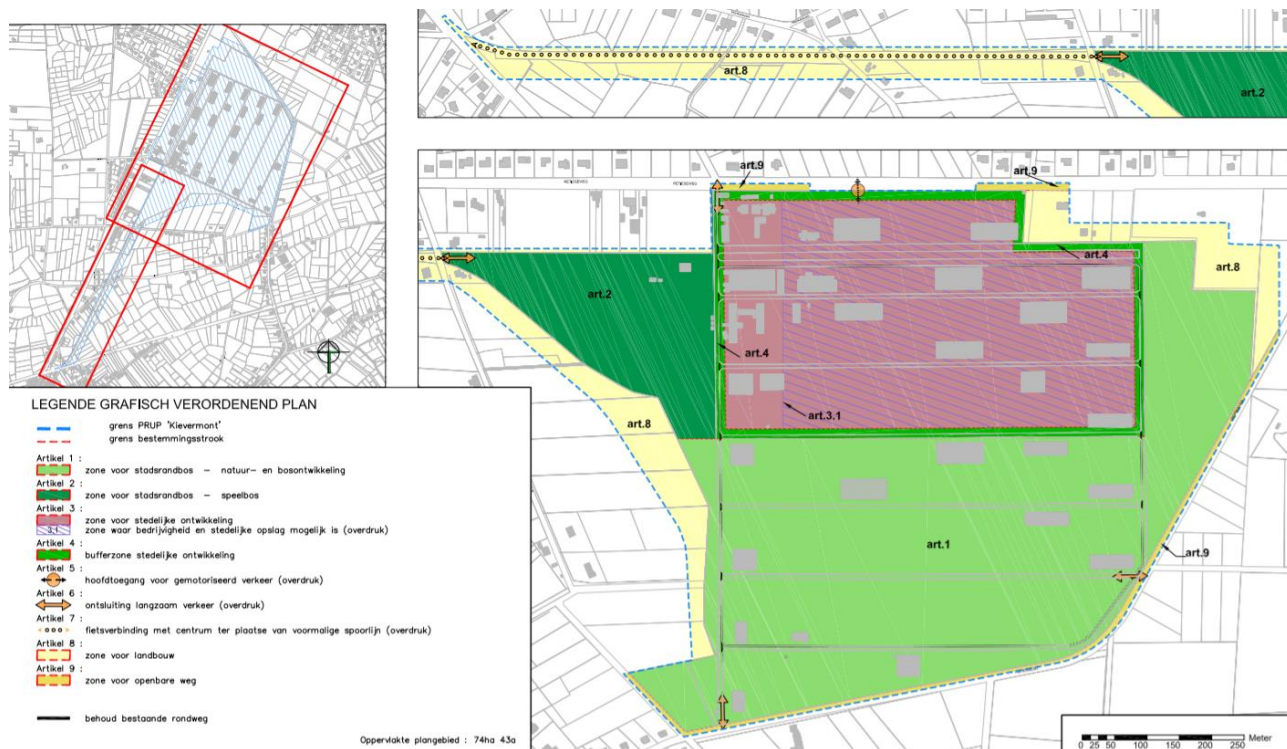 art.8
art.2
art.9
art.9
art.4
art.2
art.8
art.4
art.3.1
art.8
art.1
art.9
LEGENDE GRAFISCH VERORDENEND PLAN
grens PRUP 'Kievermont'
grens bestemmingsstrook
Artikel 1 :
zone voor stadsrandbos – natuur– en bosontwikkeling
Artikel 2 :
zone voor stadsrandbos – speelbos
Artikel 3 :
zone voor stedelijke ontwikkeling
3.1 zone waar bedrijvigheid en stedelijke opslag mogelijk is (overdruk)
Artikel 4 :
bufferzone stedelijke ontwikkeling
Artikel 5 :
hoofdtoegang voor gemotoriseerd verkeer (overdruk)
Artikel 6 :
ontsluiting langzaam verkeer (overdruk)
Artikel 7 :
fietsverbinding met centrum ter plaatse van voormalige spoorlijn (overdruk)
Artikel 8 :
zone voor landbouw
Artikel 9 :
zone voor openbare weg
behoud bestaande rondweg
Oppervlakte plangebied : 74ha 43a
Meter
0 25 50 100 150 200 250